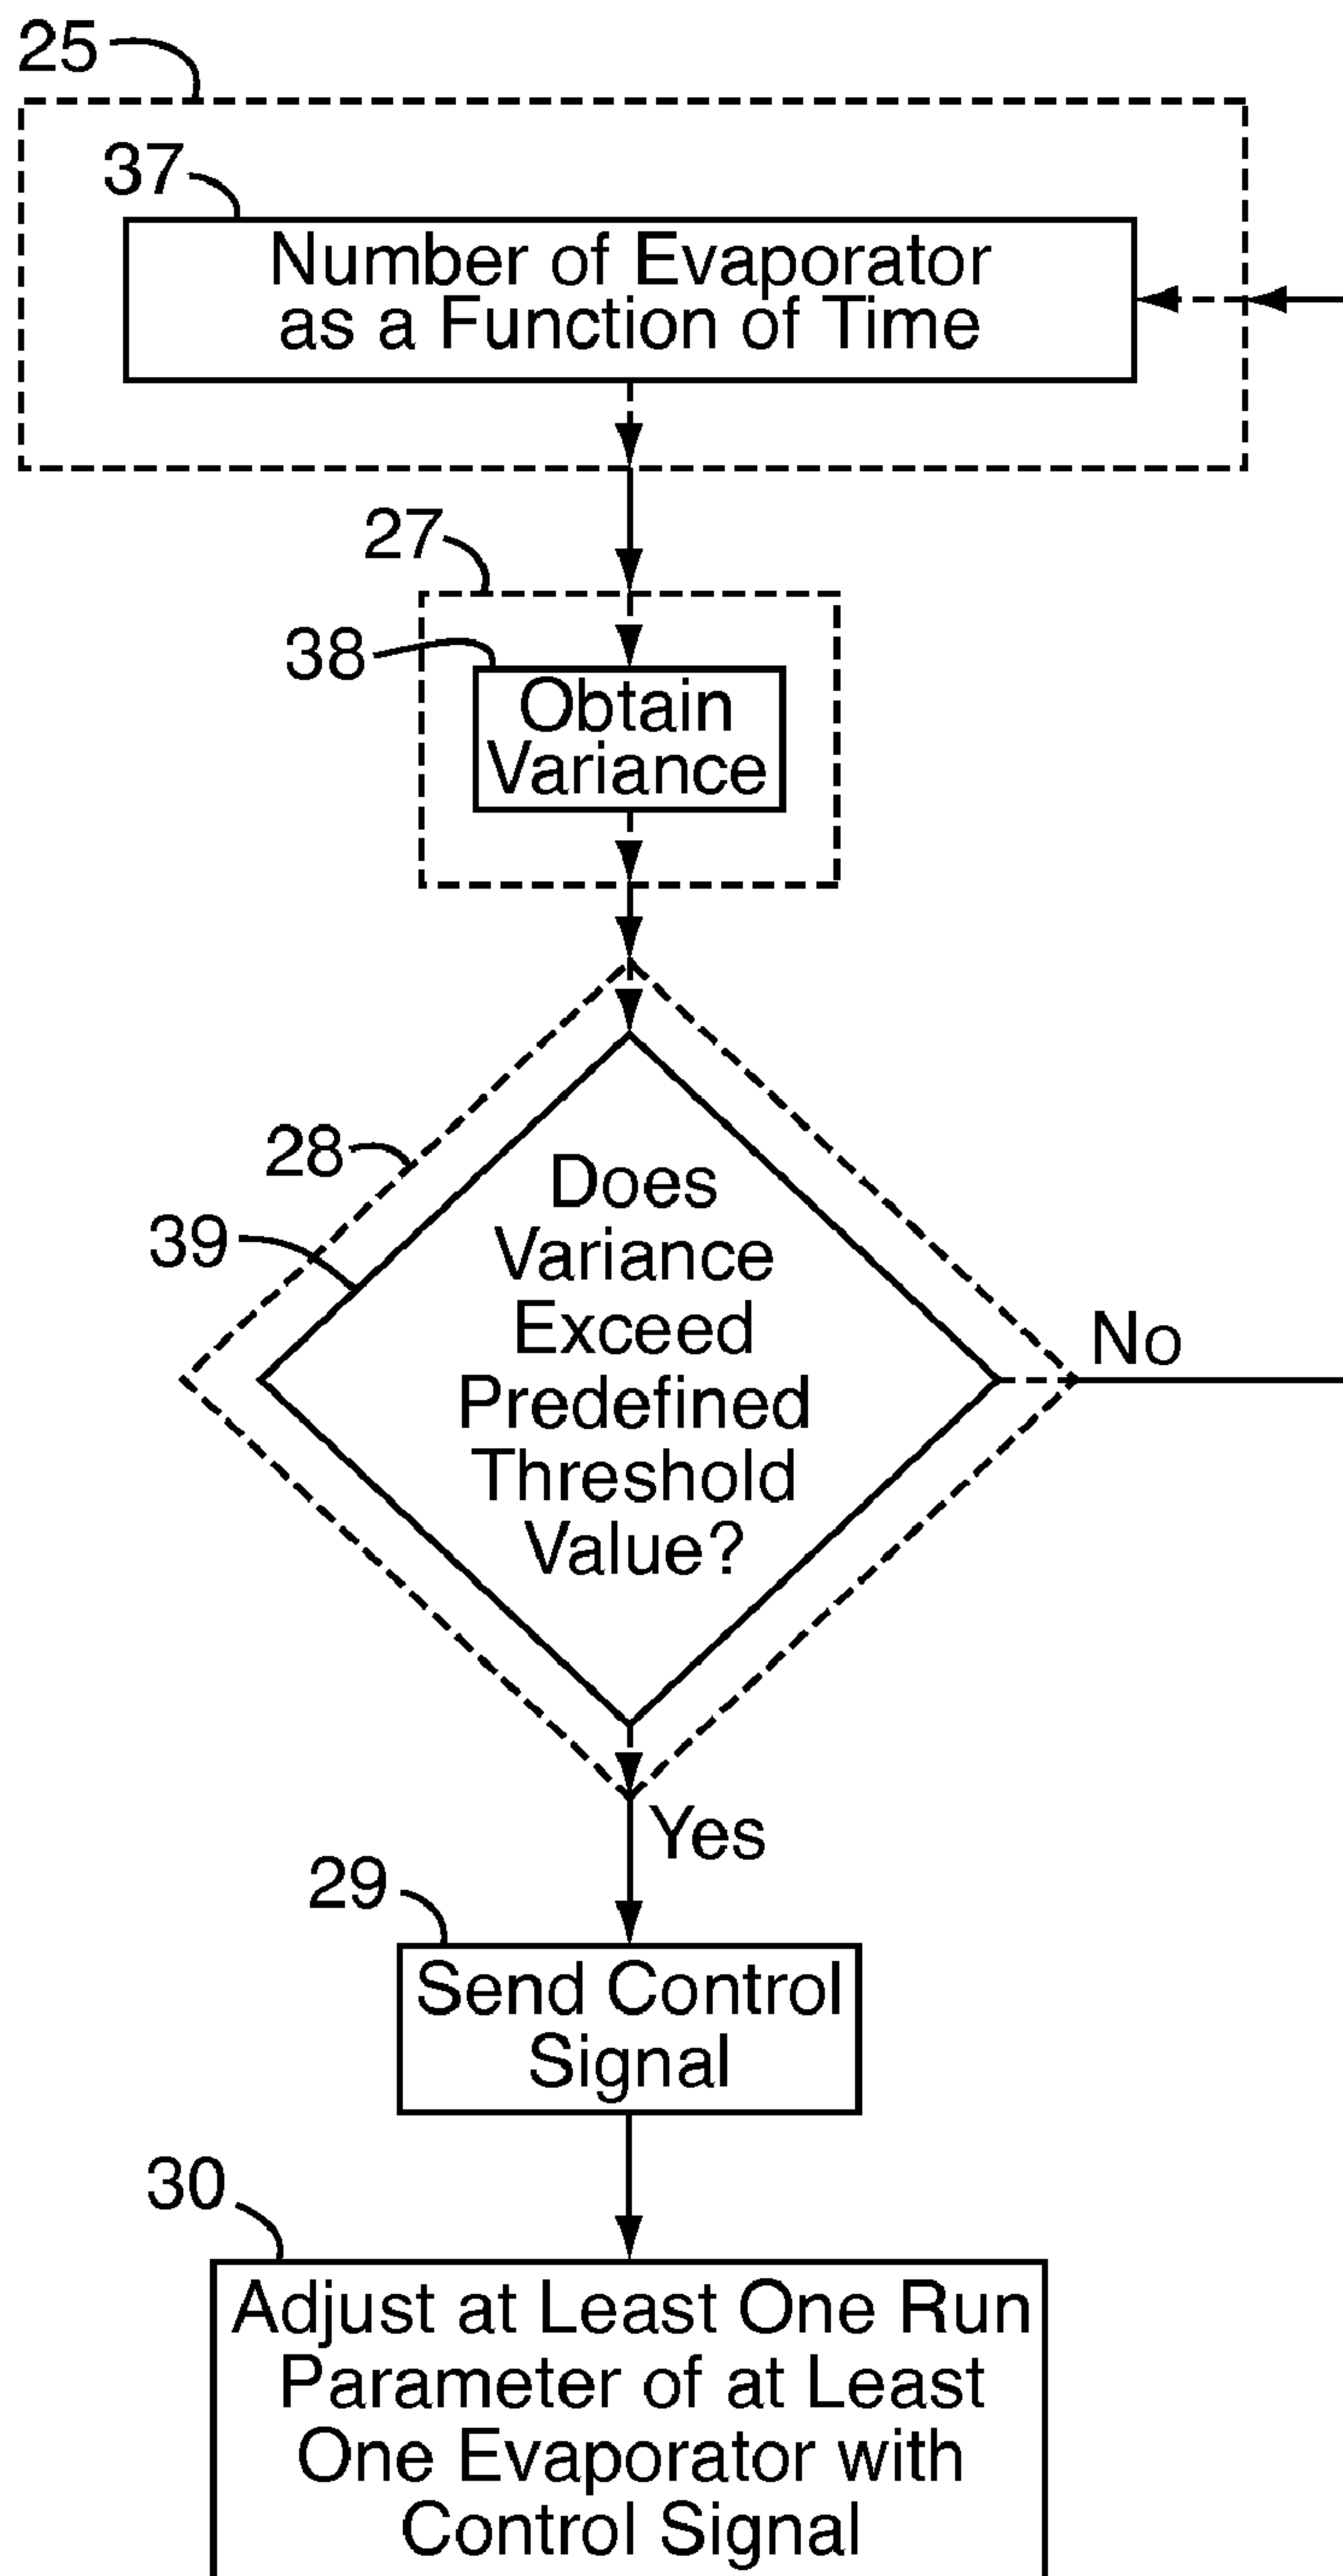 25
37
Number of Evaporator
as a Function of Time
27
38
Obtain
Variance
28
39
Does
Variance
Exceed
Predefined
Threshold
Value?
No
Yes
29
Send Control
Signal
30
Adjust at Least One Run
Parameter of at Least
One Evaporator with
Control Signal